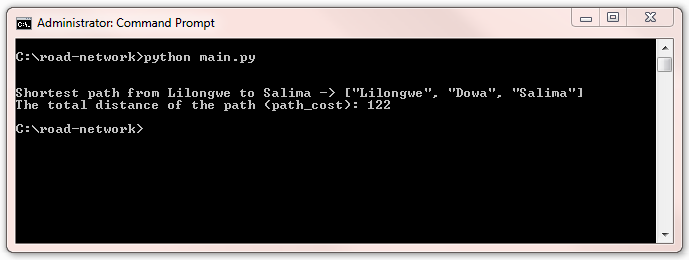 Administrator: Command Prompt
C:\road-network>python main.py
Shortest path from Lilongwe to Salima -> ["Lilongwe", "Dowa", "Salima"]
The total distance of the path (path_cost): 122
C:\road-network>